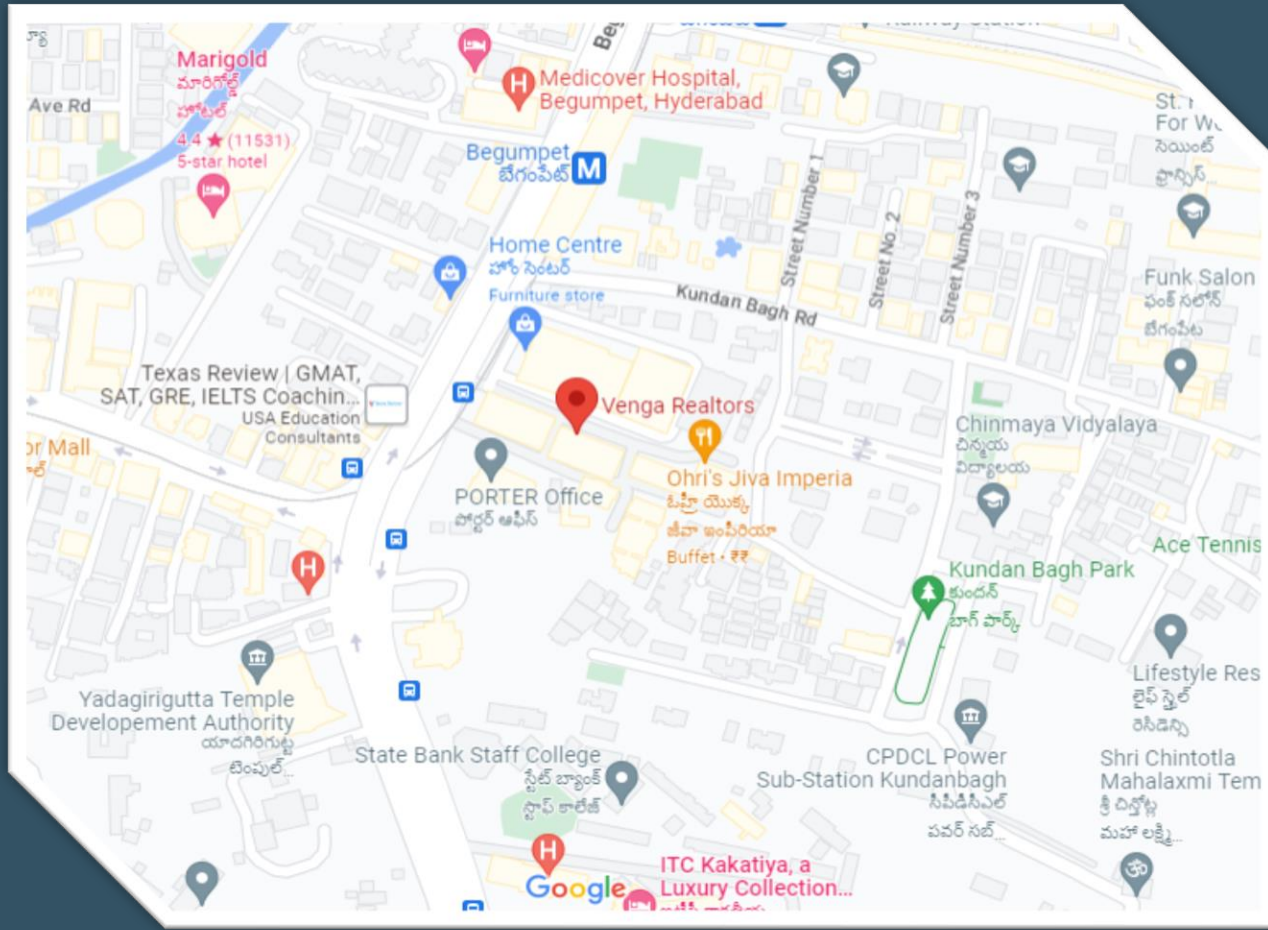 Marigold
మారిగోల్డ్
హోటల్
4.4 ★ (11531)
5-star hotel
Ave Rd
Medicover Hospital,
Begumpet, Hyderabad
Begumpet
బేగంపేట్
M
Home Centre
హోం సెంటర్
Furniture store
Kundan Bagh Rd
Street Number 1
Street No. 2
Street Number 3
For
సెయింట్
ఫ్రాన్సిస్...
Funk Salon
ఫంక్ సలోన్
బేగంపేట
Texas Review | GMAT,
SAT, GRE, IELTS Coachin...
USA Education
Consultants
or Mall
Venga Realtors
PORTER Office
పోర్టర్ ఆఫీస్
Ohri's Jiva Imperia
ఓహ్రి యొక్క
జీవా ఇంపీరియా
Buffet · ₹₹
Chinmaya Vidyalaya
చిన్మయ
విద్యాలయ
Ace Tennis
Kundan Bagh Park
కుందన్
బాగ్ పార్క్
Lifestyle Res
లైఫ్ స్టైల్
రెసిడెన్సి
Yadagirigutta Temple
Developement Authority
యాదగిరిగుట్ట
టెంపుల్...
State Bank Staff College
స్టేట్ బ్యాంక్
స్టాఫ్ కాలేజ్
CPDCL Power
Sub-Station Kundanbagh
సీపీడీసీఎల్
పవర్ సబ్...
Shri Chintotla
Mahalaxmi Tem
శ్రీ చిన్తోట్ల
మహా లక్ష్మి...
Google
ITC Kakatiya, a
Luxury Collection...